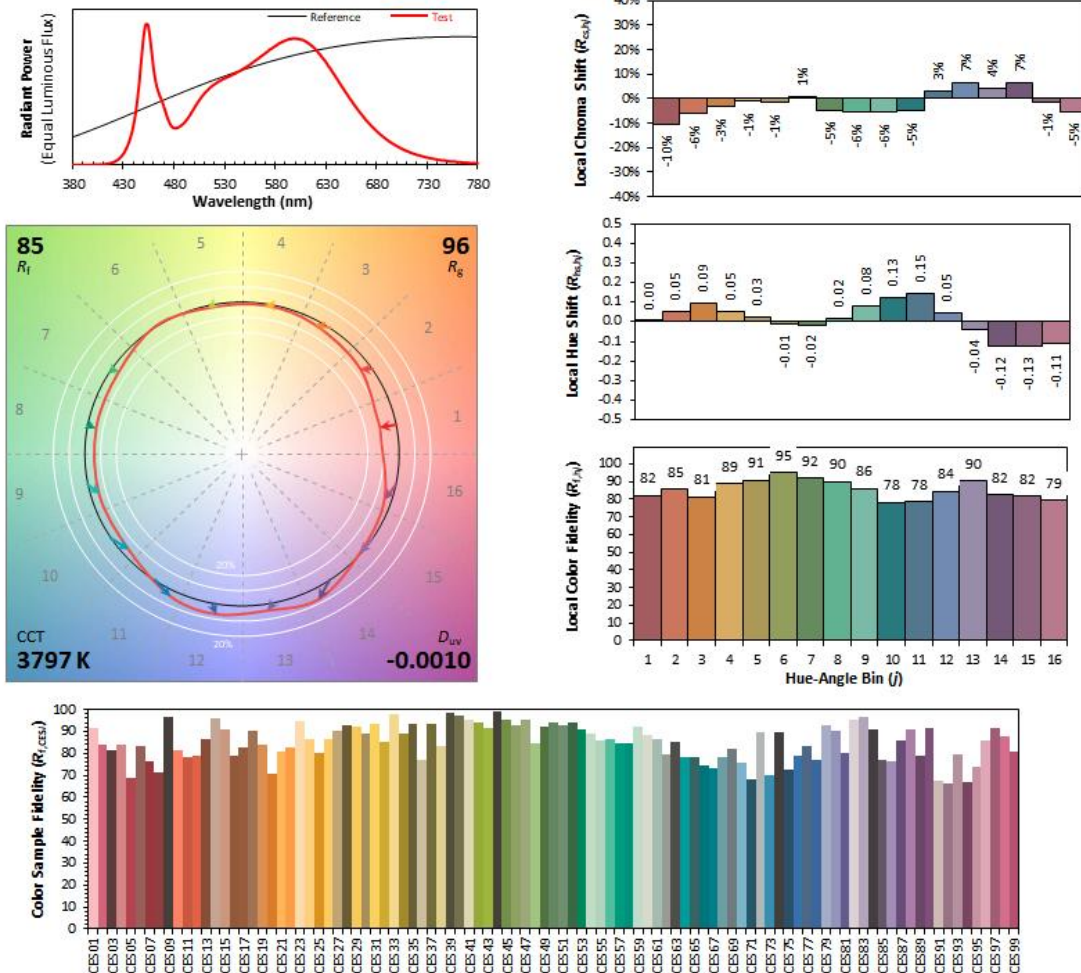 Reference
Test
Radiant Power
(Equal Luminous Flux)
380 430 480 530 580 630 680 730 780
Wavelength (nm)
40%
30%
20%
10%
0%
-10%
-20%
-30%
-40%
Local Chroma Shift (Rcs,hj)
-10% -6% -3% -1% -1% 1% -5% -6% -6% -5% 3% 7% 4% 7% -1% -5%
85
Rf
96
Rg
5 4
6 3
7 2
8 1
9 16
10 15
11 14
12 13
20%
20%
CCT
3797 K
Duv
-0.0010
0.5
0.4
0.3
0.2
0.1
0.0
-0.1
-0.2
-0.3
-0.4
-0.5
Local Hue Shift (Rhs,hj)
0.00 0.05 0.09 0.05 0.03 -0.01 -0.02 0.02 0.08 0.13 0.15 0.05 -0.04 -0.12 -0.13 -0.11
100
90
80
70
60
50
40
30
20
10
0
Local Color Fidelity (Rf,hj)
82 85 81 89 91 95 92 90 86 78 78 84 90 82 82 79
1 2 3 4 5 6 7 8 9 10 11 12 13 14 15 16
Hue-Angle Bin (j)
100
90
80
70
60
50
40
30
20
10
0
Color Sample Fidelity (Rf,CESi)
CES01 CES03 CES05 CES07 CES09 CES11 CES13 CES15 CES17 CES19 CES21 CES23 CES25 CES27 CES29 CES31 CES33 CES35 CES37 CES39 CES41 CES43 CES45 CES47 CES49 CES51 CES53 CES55 CES57 CES59 CES61 CES63 CES65 CES67 CES69 CES71 CES73 CES75 CES77 CES79 CES81 CES83 CES85 CES87 CES89 CES91 CES93 CES95 CES97 CES99